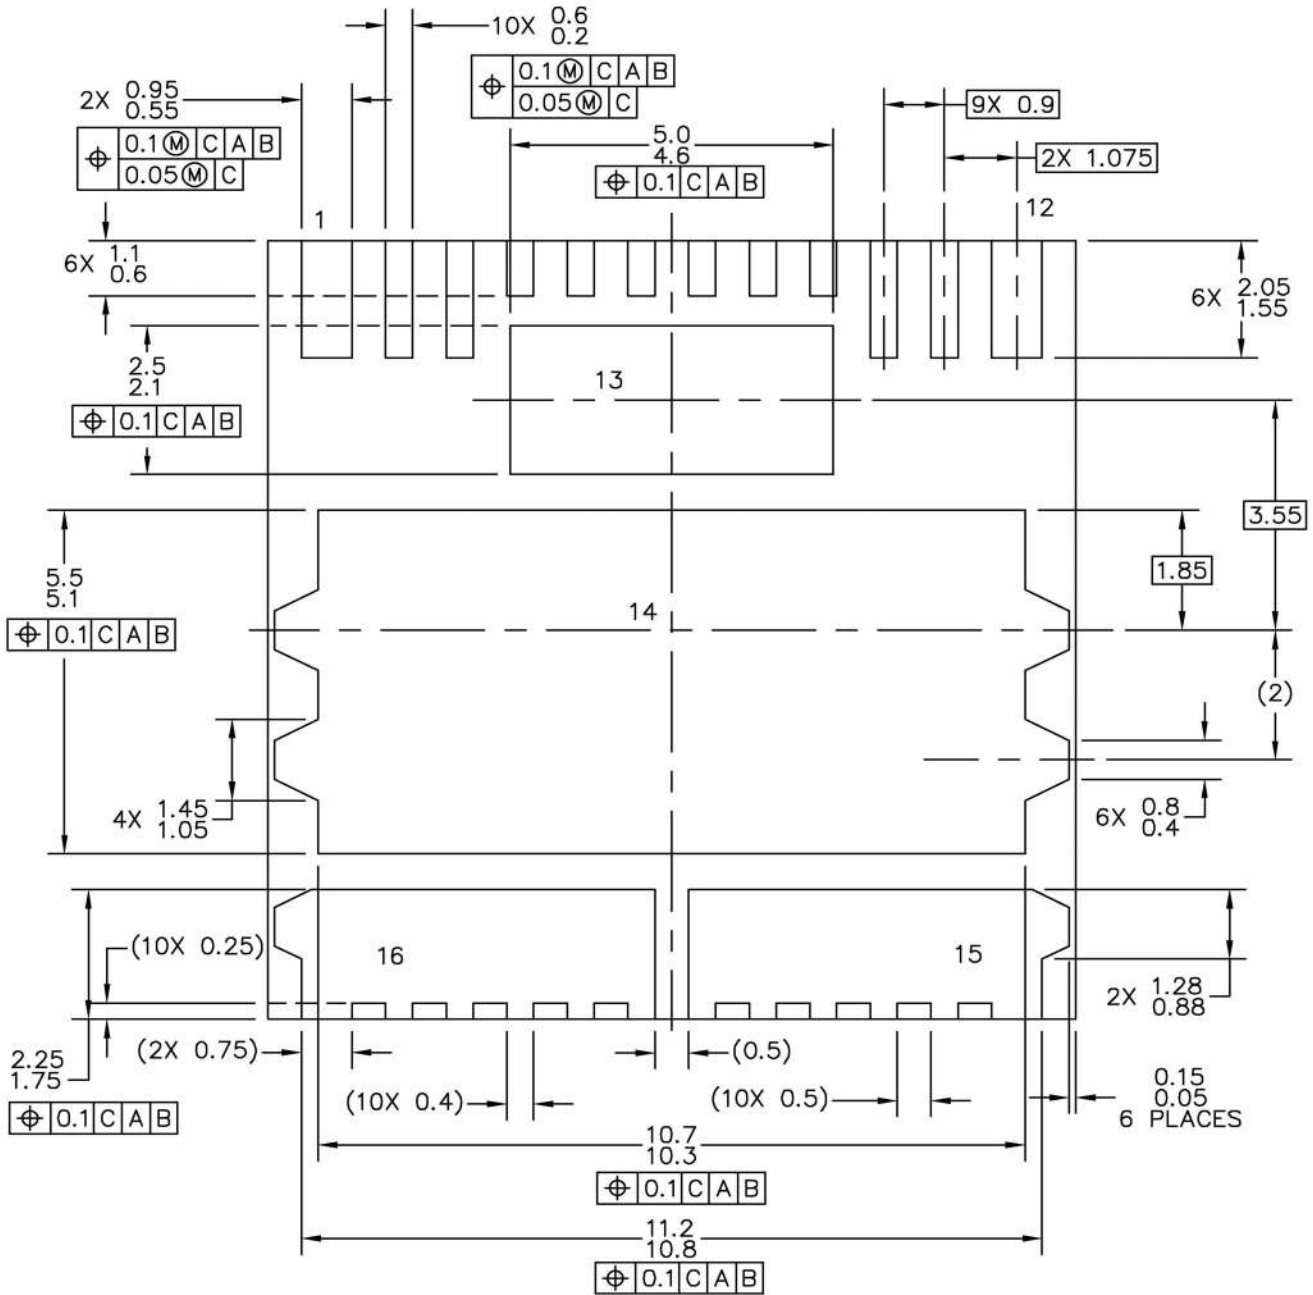 10X 0.6
0.2
⌖ 0.1 Ⓜ C A B
0.05 Ⓜ C
2X 0.95
0.55
⌖ 0.1 Ⓜ C A B
0.05 Ⓜ C
9X 0.9
5.0
4.6
⌖ 0.1 C A B
2X 1.075
1
12
6X 1.1
0.6
6X 2.05
1.55
2.5
2.1
⌖ 0.1 C A B
13
3.55
1.85
5.5
5.1
⌖ 0.1 C A B
14
(2)
4X 1.45
1.05
6X 0.8
0.4
(10X 0.25)
16
15
2X 1.28
0.88
2.25
1.75
⌖ 0.1 C A B
(2X 0.75)
(0.5)
(10X 0.4)
(10X 0.5)
0.15
0.05
6 PLACES
10.7
10.3
⌖ 0.1 C A B
11.2
10.8
⌖ 0.1 C A B